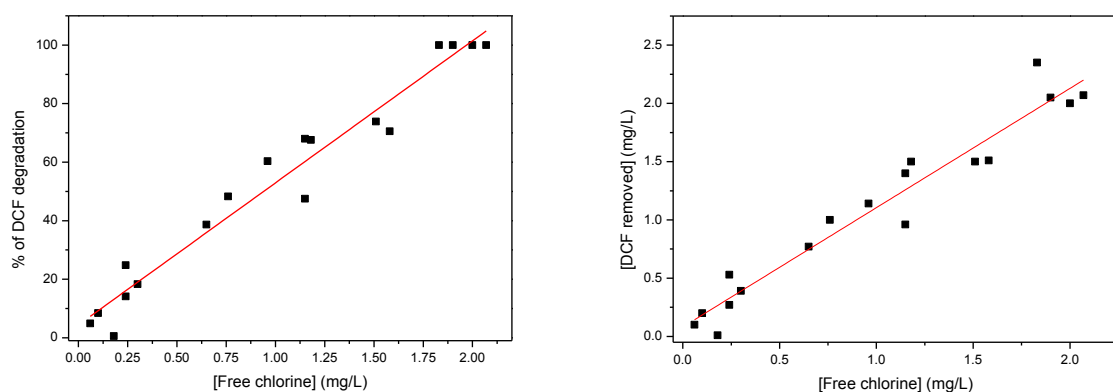 100
80
60
40
20
0
% of DCF degradation
0.00 0.25 0.50 0.75 1.00 1.25 1.50 1.75 2.00
[Free chlorine] (mg/L)
2.5
2.0
1.5
1.0
0.5
0.0
[DCF removed] (mg/L)
0.0 0.5 1.0 1.5 2.0
[Free chlorine] (mg/L)